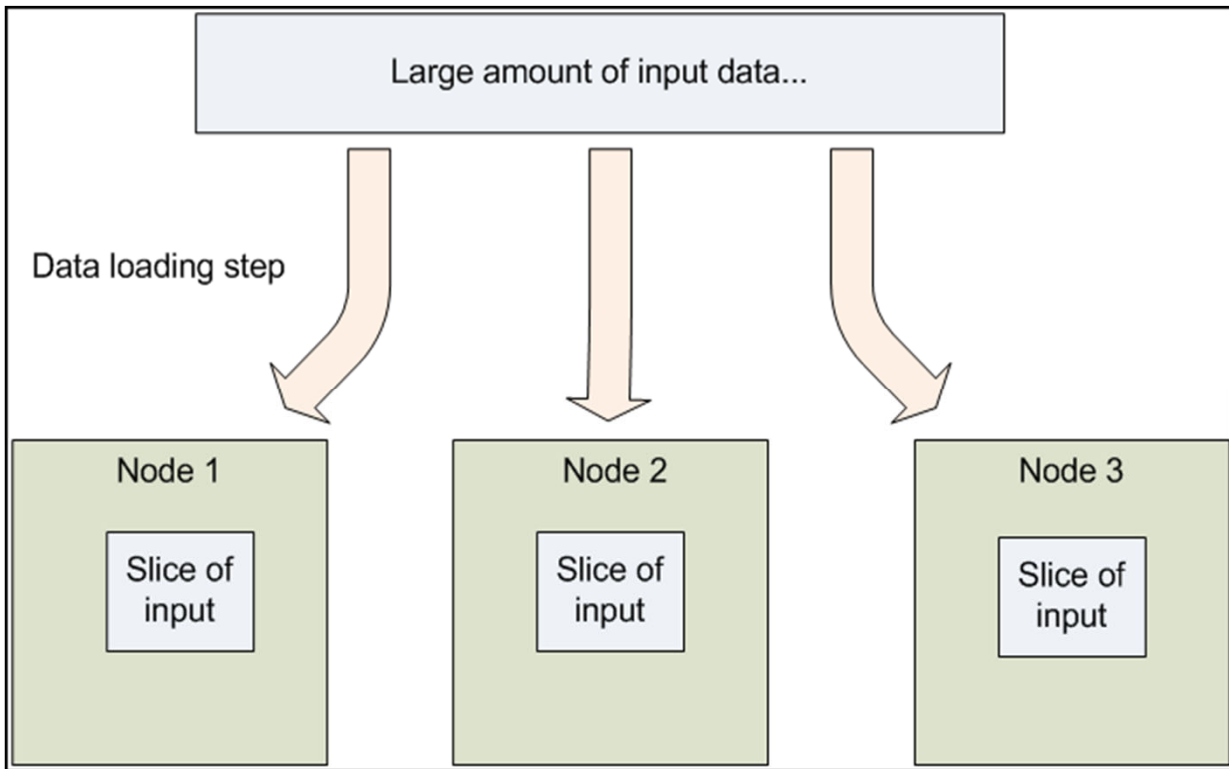 Large amount of input data...
Data loading step
Node 1
Node 2
Node 3
Slice of
input
Slice of
input
Slice of
input